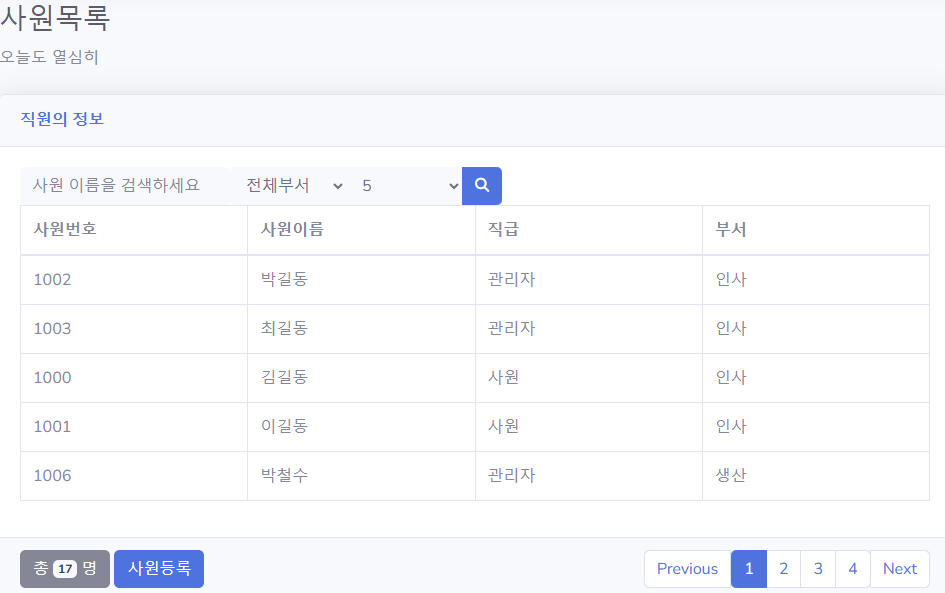 사원목록
오늘도 열심히
직원의 정보
사원 이름을 검색하세요 전체부서 5
사원번호 사원이름 직급 부서
1002 박길동 관리자 인사
1003 최길동 관리자 인사
1000 김길동 사원 인사
1001 이길동 사원 인사
1006 박철수 관리자 생산
총 17 명 사원등록 Previous 1 2 3 4 Next